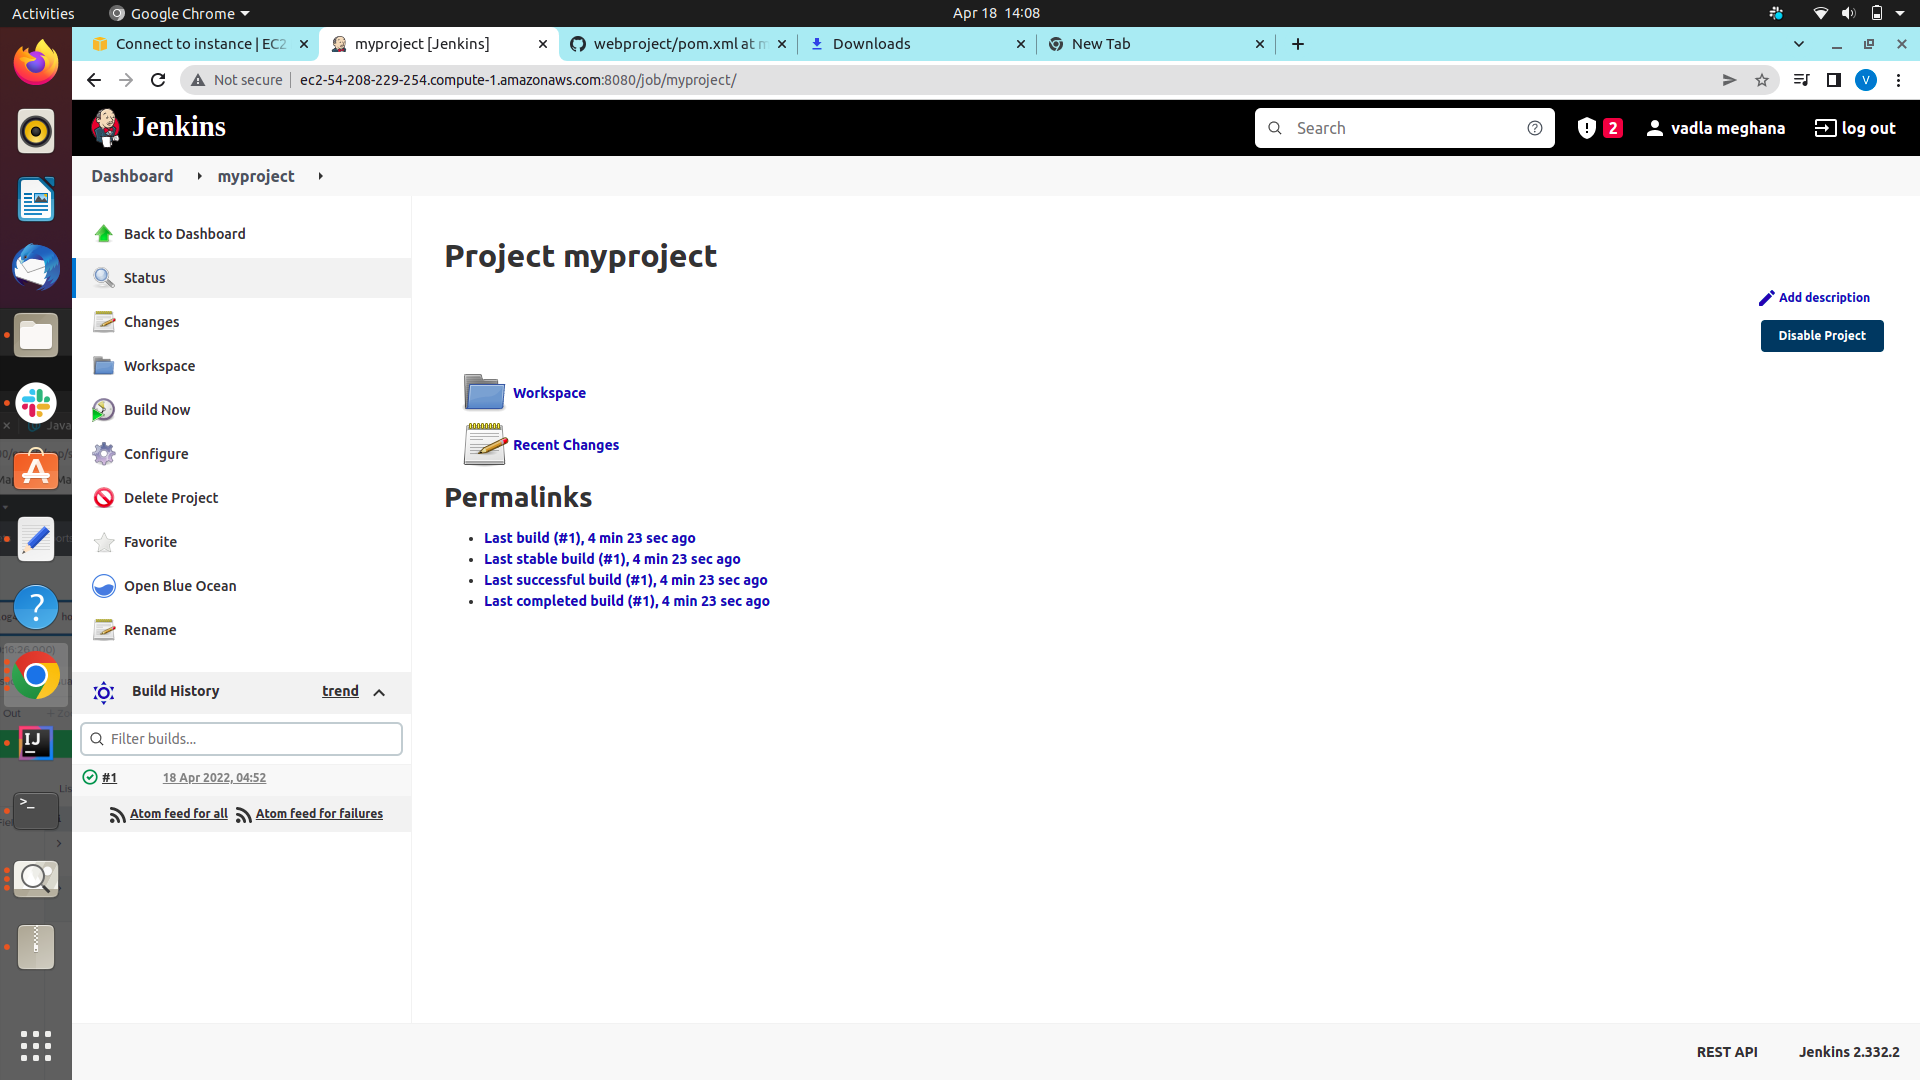 Activities Google Chrome Apr 18 14:08
Connect to instance | EC2 myproject [Jenkins] webproject/pom.xml at m Downloads New Tab
Not secure ec2-54-208-229-254.compute-1.amazonaws.com:8080/job/myproject/ V
Jenkins Search 2 vadla meghana log out
Dashboard myproject
Back to Dashboard
Status
Changes
Workspace
Build Now
Configure
Delete Project
Favorite
Open Blue Ocean
Rename
Build History trend
Filter builds...
#1 18 Apr 2022, 04:52
Atom feed for all Atom feed for failures
Project myproject
Add description
Disable Project
Workspace
Recent Changes
Permalinks
Last build (#1), 4 min 23 sec ago
Last stable build (#1), 4 min 23 sec ago
Last successful build (#1), 4 min 23 sec ago
Last completed build (#1), 4 min 23 sec ago
REST API Jenkins 2.332.2
Java
IJ
Out